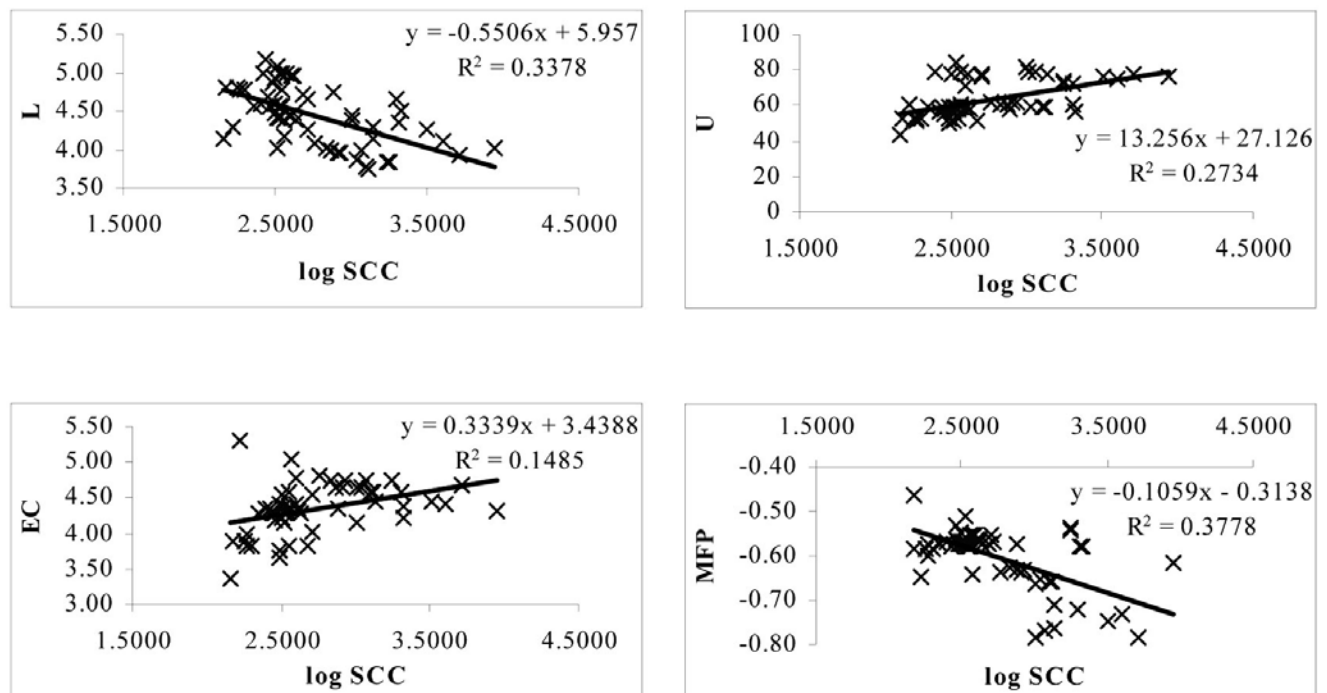 5.50
5.00
4.50
4.00
3.50
L
y = -0.5506x + 5.957
R² = 0.3378
1.5000 2.5000 3.5000 4.5000
log SCC
100
80
60
40
20
0
U
y = 13.256x + 27.126
R² = 0.2734
1.5000 2.5000 3.5000 4.5000
log SCC
5.50
5.00
4.50
4.00
3.50
3.00
EC
y = 0.3339x + 3.4388
R² = 0.1485
1.5000 2.5000 3.5000 4.5000
log SCC
1.5000 2.5000 3.5000 4.5000
-0.40
-0.50
-0.60
-0.70
-0.80
MFP
y = -0.1059x - 0.3138
R² = 0.3778
log SCC